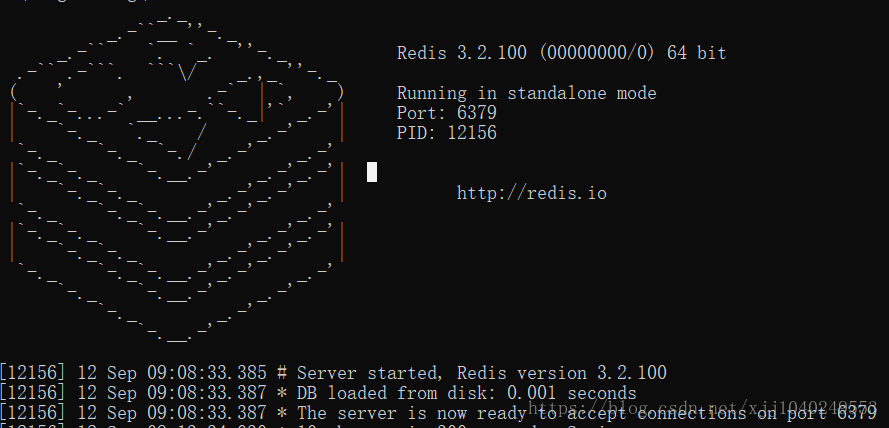 Redis 3.2.100 (00000000/0) 64 bit
Running in standalone mode
Port: 6379
PID: 12156
http://redis.io
[12156] 12 Sep 09:08:33.385 # Server started, Redis version 3.2.100
[12156] 12 Sep 09:08:33.387 * DB loaded from disk: 0.001 seconds
[12156] 12 Sep 09:08:33.387 * The server is now ready to accept connections on port 6379